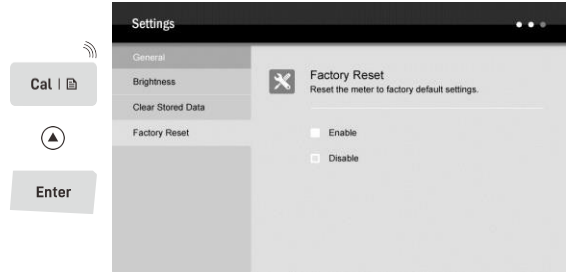 Settings
Cal |
Enter
General
Brightness
Clear Stored Data
Factory Reset
Factory Reset
Reset the meter to factory default settings.
Enable
Disable